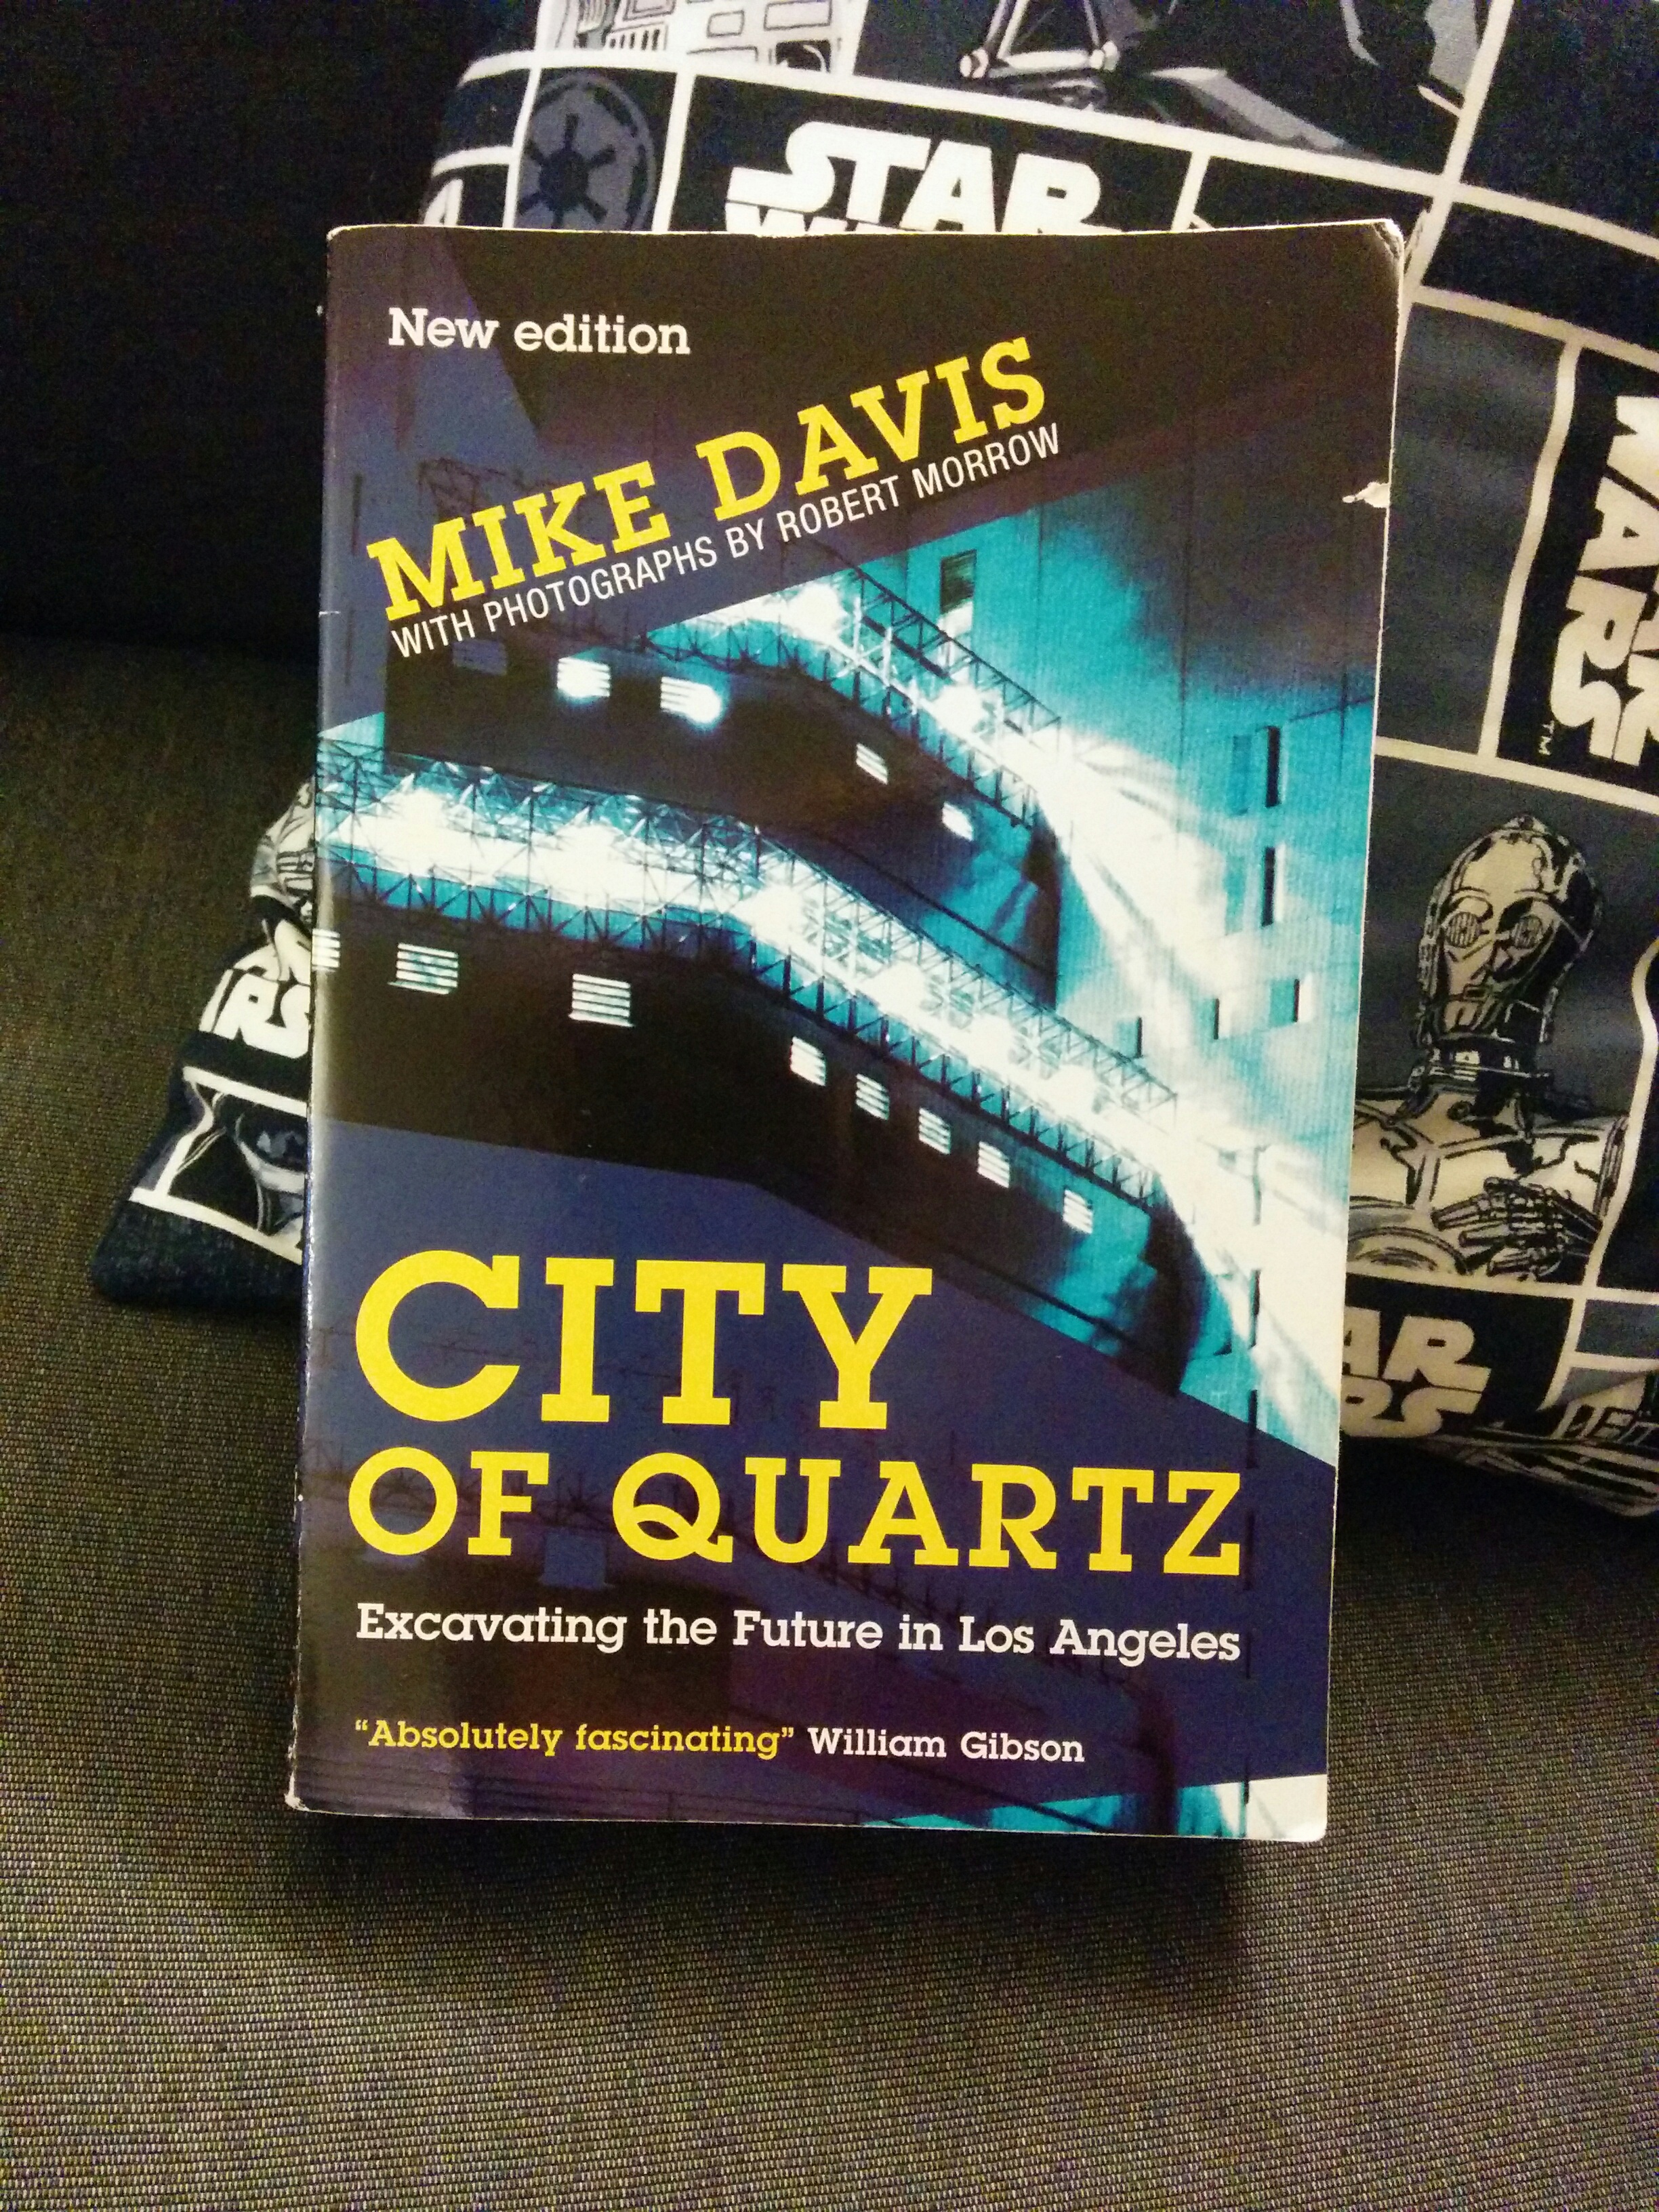 STAR
New edition
MIKE DAVIS
WITH PHOTOGRAPHS BY ROBERT MORROW
WARS
TM
CITY
OF QUARTZ
Excavating the Future in Los Angeles
“Absolutely fascinating” William Gibson